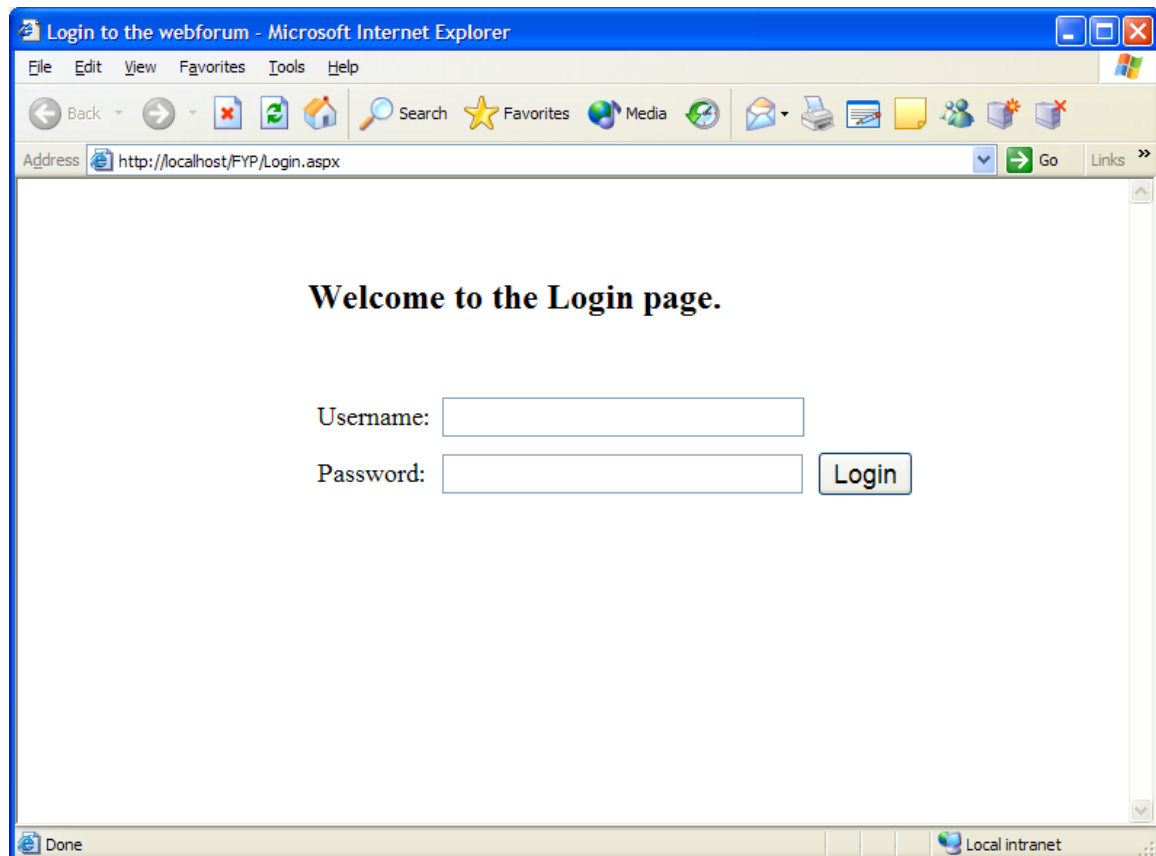 Login to the webforum - Microsoft Internet Explorer
File Edit View Favorites Tools Help
Back Search Favorites Media
Address http://localhost/FYP/Login.aspx Go Links »
Welcome to the Login page.
Username:
Password: Login
Done Local intranet